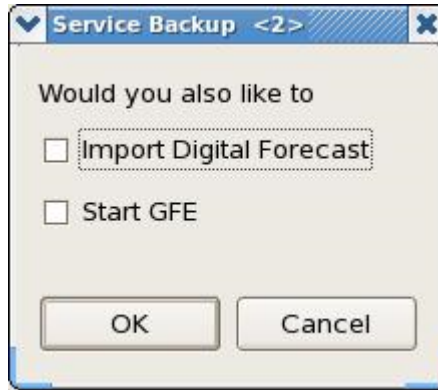 Service Backup <2>
Would you also like to
Import Digital Forecast
Start GFE
OK
Cancel